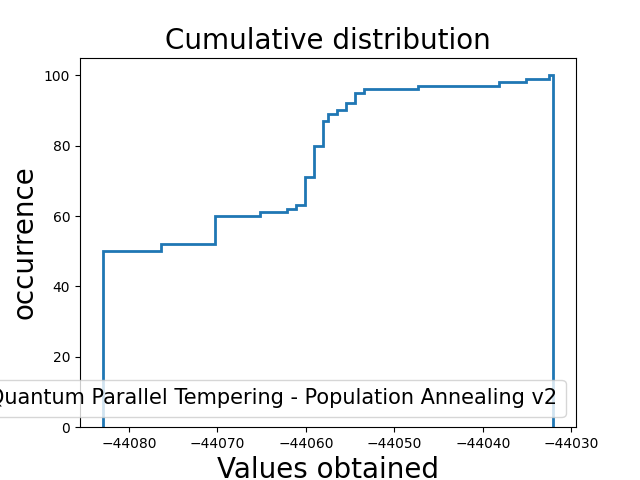 Cumulative distribution
100
80
60
40
20
0
occurrence
Quantum Parallel Tempering - Population Annealing v2
−44080 −44070 −44060 −44050 −44040 −44030
Values obtained